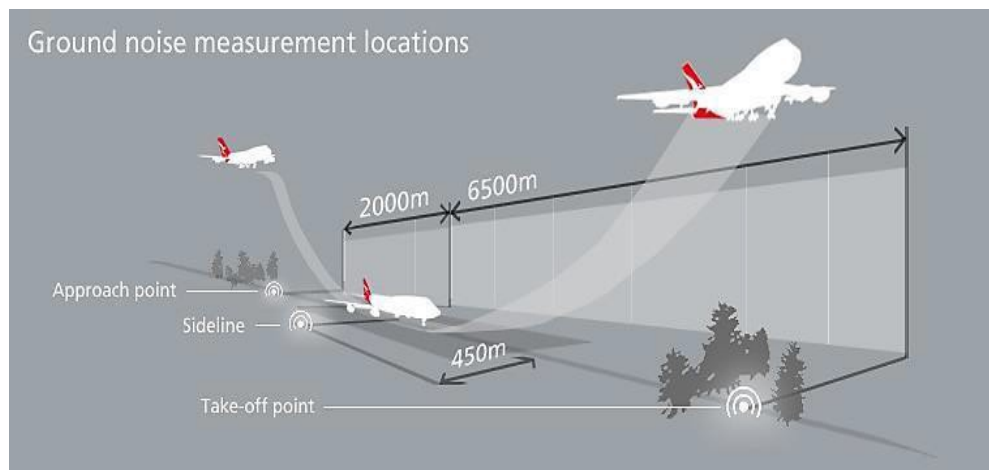 Ground noise measurement locations
2000m
6500m
Approach point
Sideline
450m
Take-off point